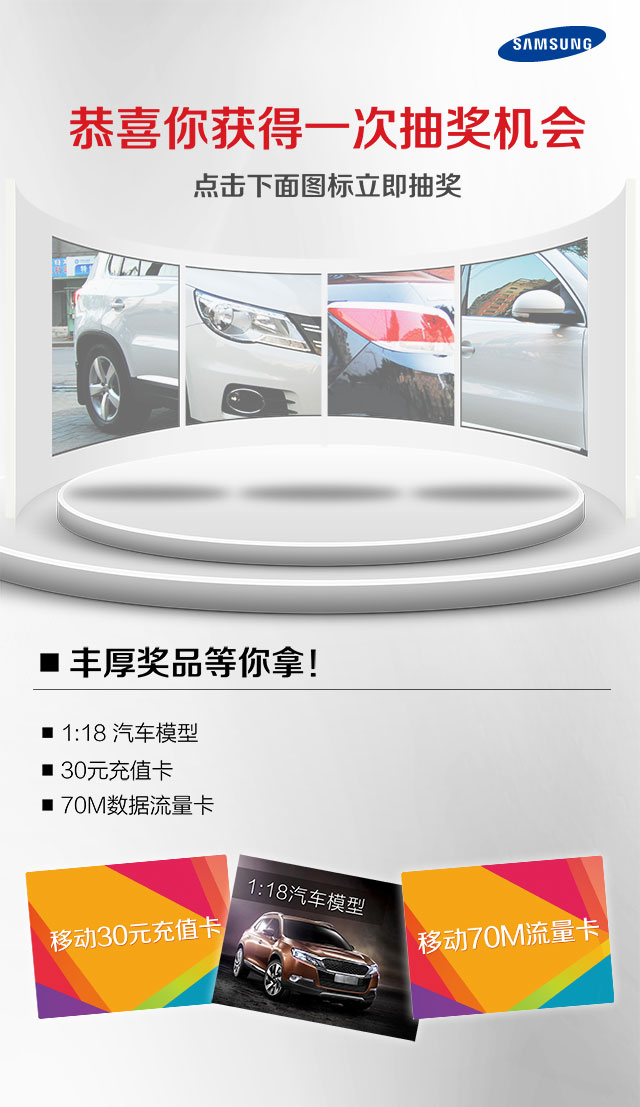 SAMSUNG
恭喜你获得一次抽奖机会
点击下面图标立即抽奖
■ 丰厚奖品等你拿！
■ 1:18 汽车模型
■ 30元充值卡
■ 70M数据流量卡
移动30元充值卡
1:18汽车模型
移动70M流量卡